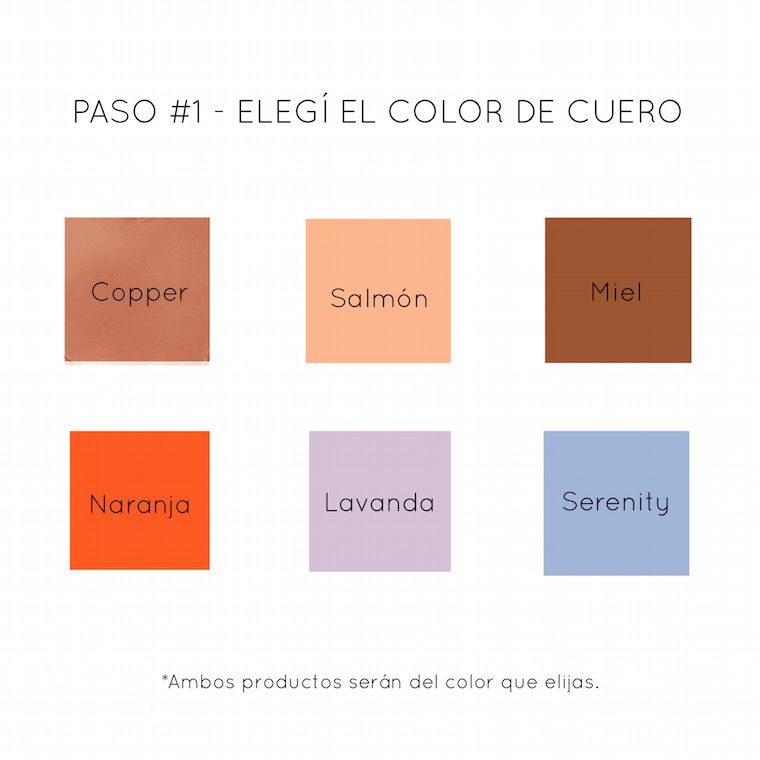 PASO #1 - ELEGÍ EL COLOR DE CUERO
Copper
Salmón
Miel
Naranja
Lavanda
Serenity
*Ambos productos serán del color que elijas.